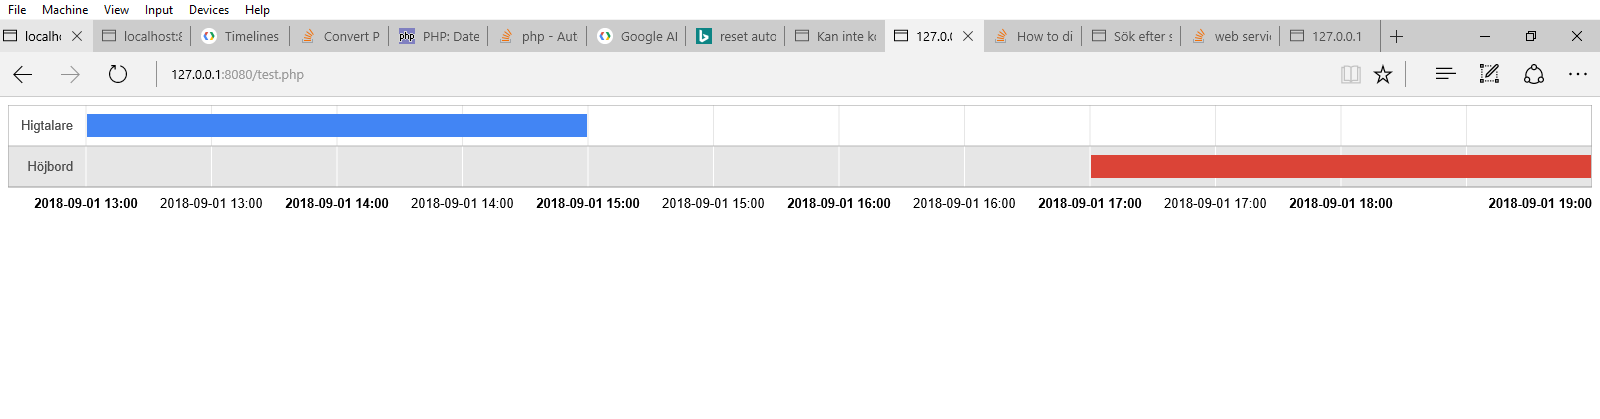 File Machine View Input Devices Help
localh localhost:8 Timelines Convert P PHP: Date php - Aut Google AI reset auto Kan inte ko 127.0.0 How to di Sök efter s web servi 127.0.0.1
127.0.0.1:8080/test.php
Higtalare
Höjbord
2018-09-01 13:00 2018-09-01 13:00 2018-09-01 14:00 2018-09-01 14:00 2018-09-01 15:00 2018-09-01 15:00 2018-09-01 16:00 2018-09-01 16:00 2018-09-01 17:00 2018-09-01 17:00 2018-09-01 18:00 2018-09-01 19:00